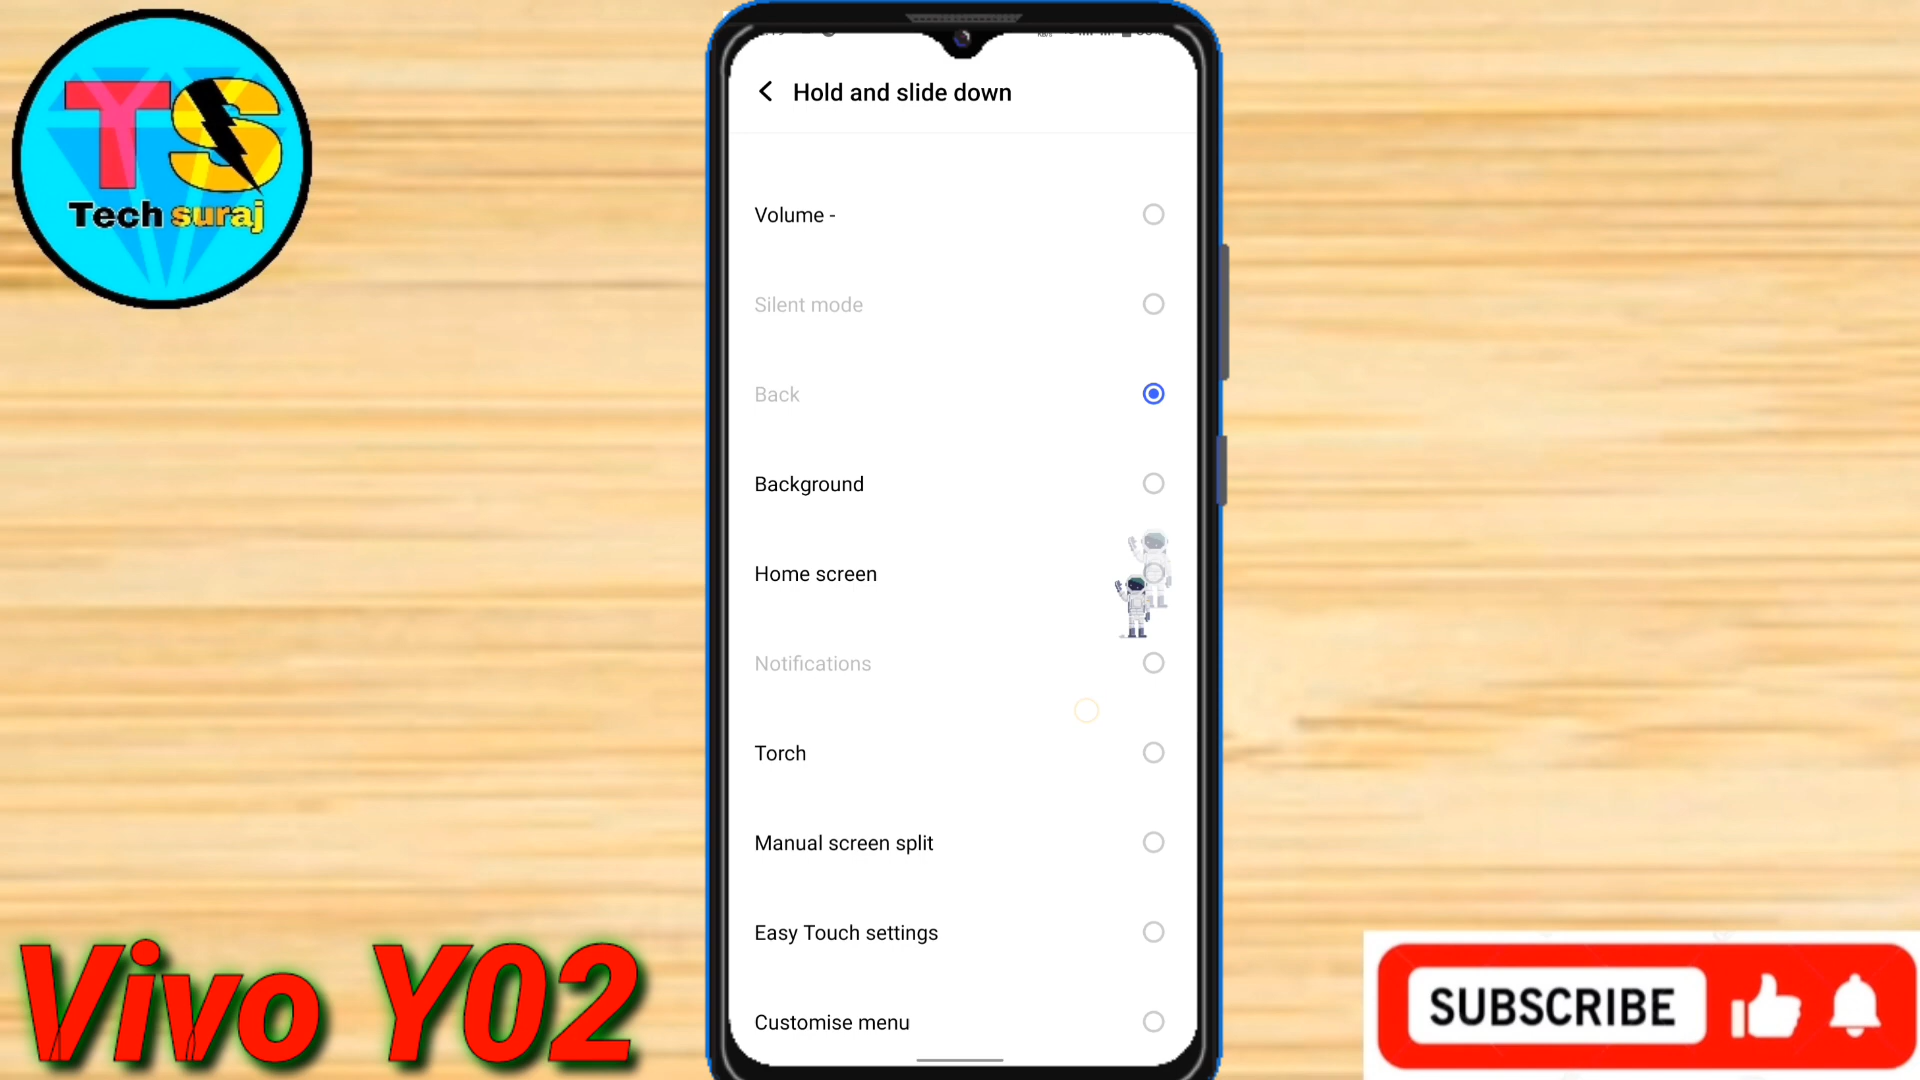 TS
Tech suraj
Hold and slide down
Volume -
Silent mode
Back
Background
Home screen
Notifications
Torch
Manual screen split
Easy Touch settings
Customise menu
Vivo Y02
SUBSCRIBE